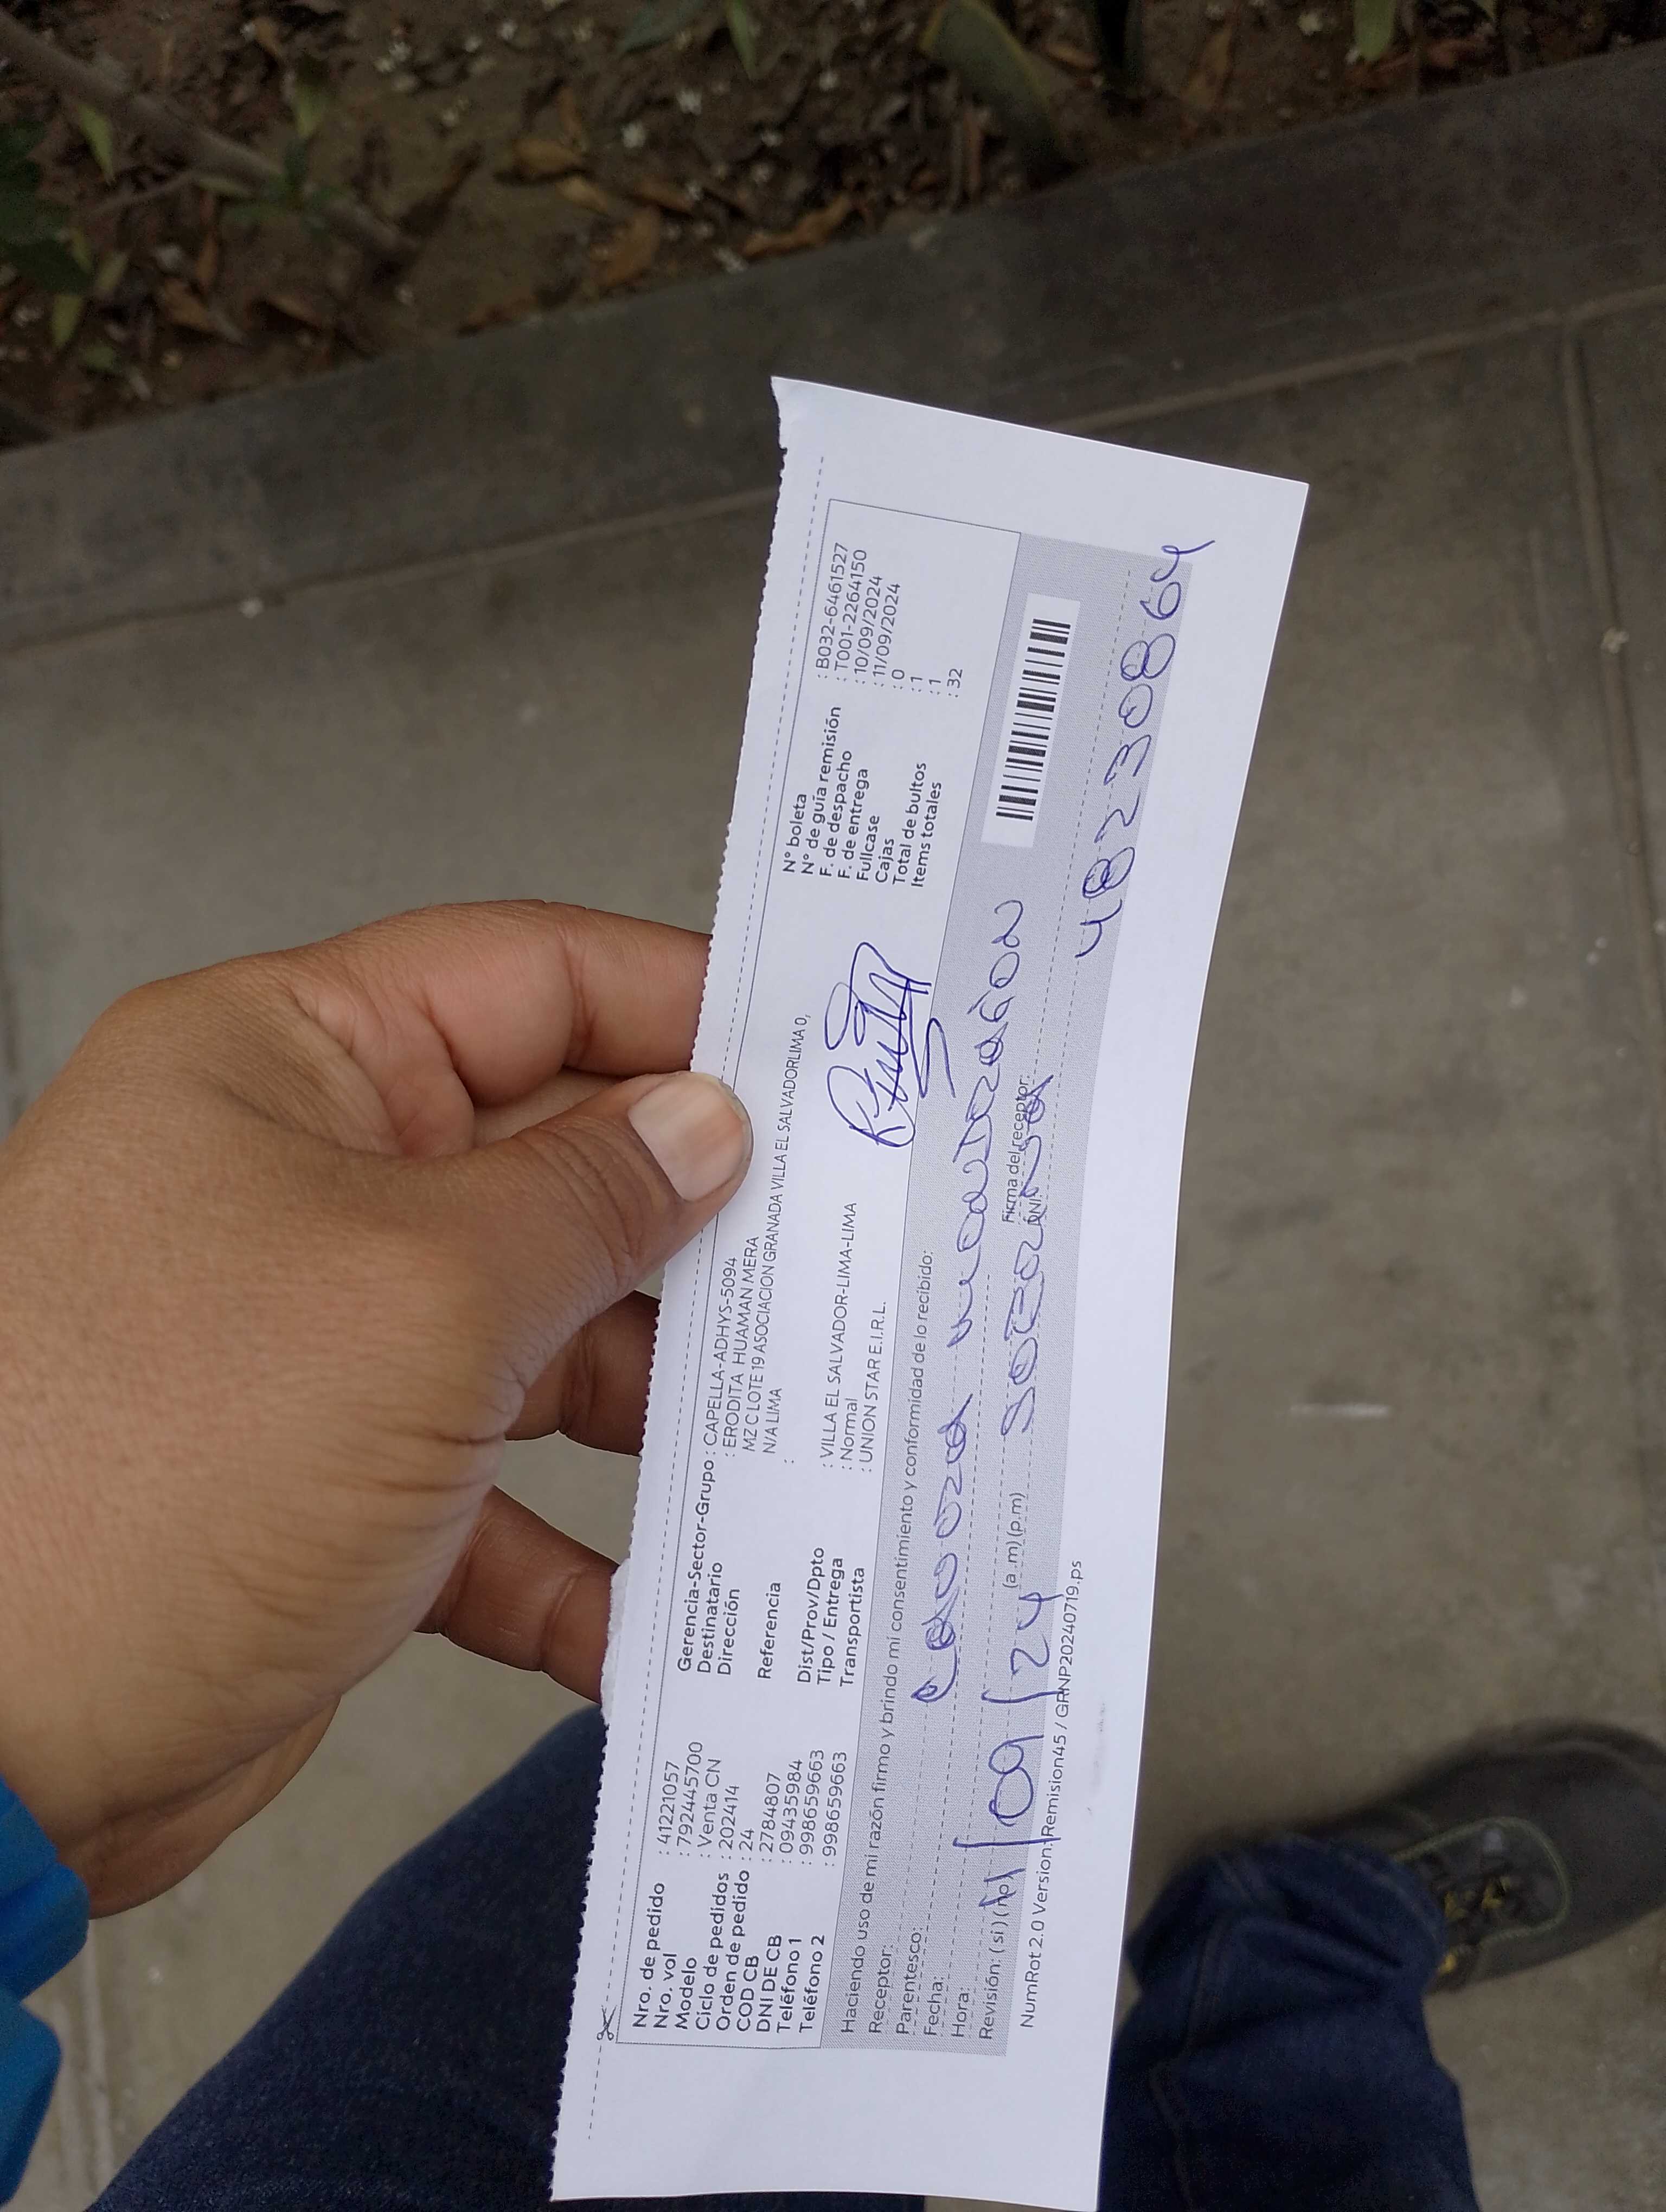 Nro. de pedido : 41221057
Nro. vol : 7924445700
Modelo : Venta CN
Ciclo de pedidos : 202414
Orden de pedido : 24
COD CB : 2784807
DNI DE CB : 09435984
Teléfono 1 : 998659663
Teléfono 2 : 998659663
Gerencia-Sector-Grupo : CAPELLA-ADHYS-5094
Destinatario : ERODITA HUAMAN MERA
Dirección MZ C LOTE 19 ASOCIACION GRANADA VILLA EL SALVADORLIMA 0,
N/A LIMA
Referencia :
Dist/Prov/Dpto : VILLA EL SALVADOR-LIMA-LIMA
Tipo / Entrega : Normal
Transportista : UNION STAR E.I.R.L.
N° boleta : B032-6461527
N° de guía remisión : T001-2264150
F. de despacho : 10/09/2024
F. de entrega : 11/09/2024
Fullcase : 0
Cajas : 1
Total de bultos : 1
Items totales : 32
Haciendo uso de mi razón firmo y brindo mi consentimiento y conformidad de lo recibido:
Receptor:
Parentesco:
Fecha:
Hora: (a.m) (p.m)
Revisión: (si) (no)
11/09/24
Firma del receptor:
DNI:
48230864
NumRot 2.0 Version Remision45 / GRNP20240719.ps